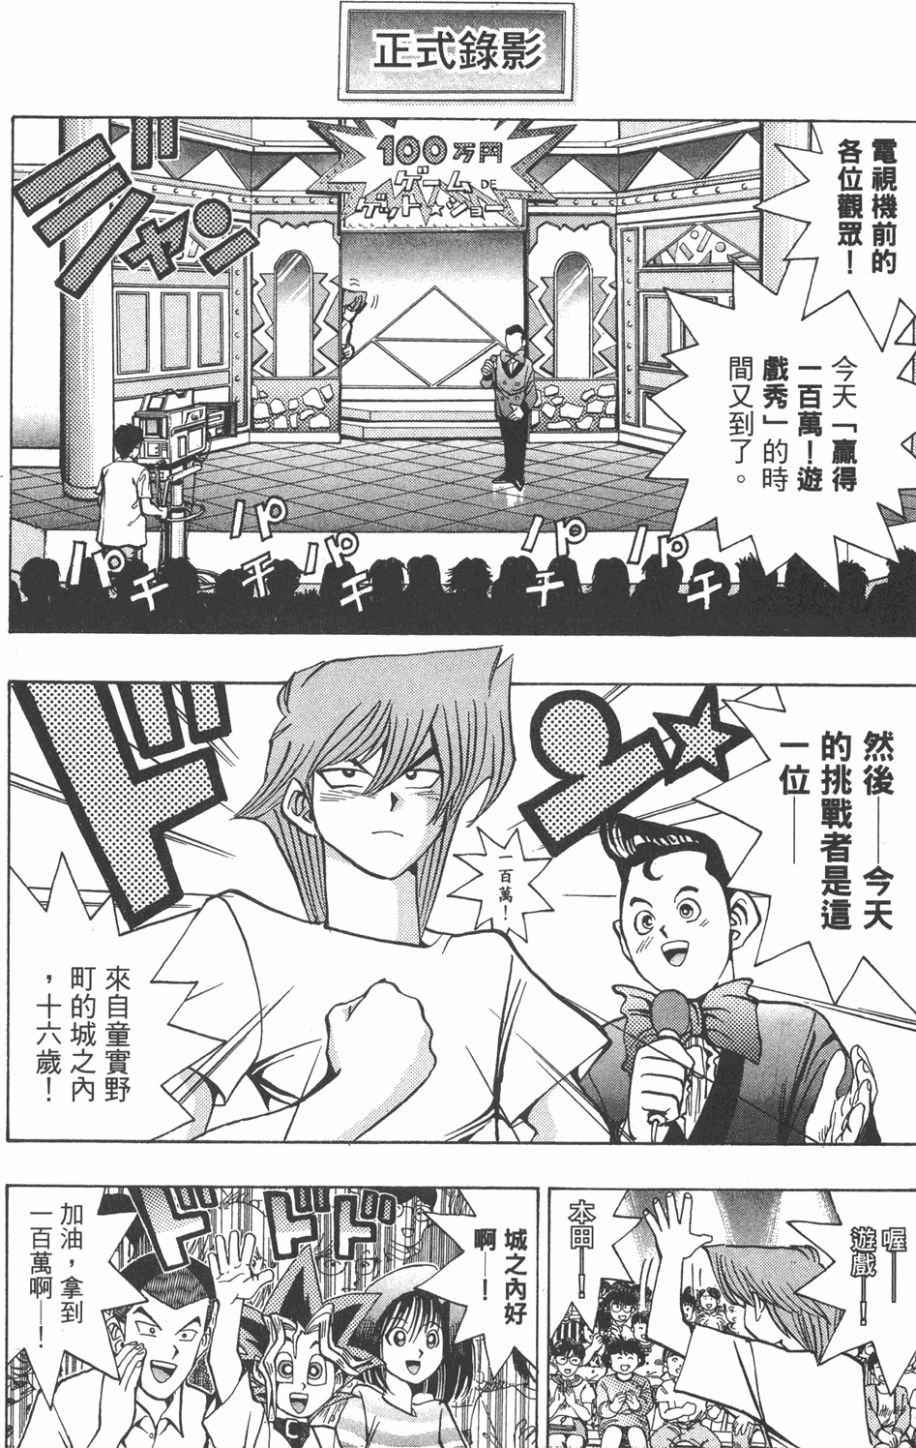 正式錄影
100万円
ゲーム DE
ゲット☆ショー
電視機前的
各位觀眾！
今天「贏得
一百萬！遊
戲秀」的時
間又到了。
ジャンッ
パチ
パチ
パチ
パチ
パチ
然後──今天
的挑戰者是這
一位──
ドーン☆
一百萬！
來自童實野
町的城之內
，十六歲！
喔──
遊戲──！
本田──！
城之內好
啊──！
ドドド
加油，拿到
一百萬啊──！